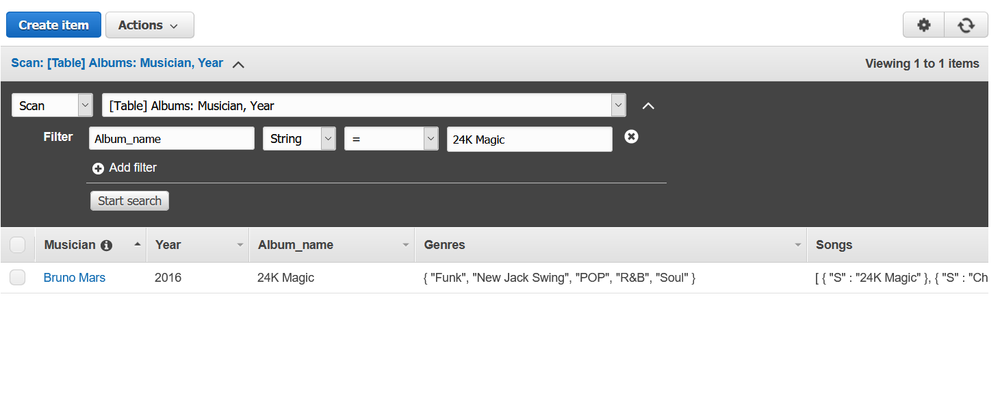 Create item Actions
Scan: [Table] Albums: Musician, Year Viewing 1 to 1 items
Scan [Table] Albums: Musician, Year
Filter Album_name String = 24K Magic
Add filter
Start search
Musician Year Album_name Genres Songs
Bruno Mars 2016 24K Magic { "Funk", "New Jack Swing", "POP", "R&B", "Soul" } [ { "S" : "24K Magic" }, { "S" : "Ch